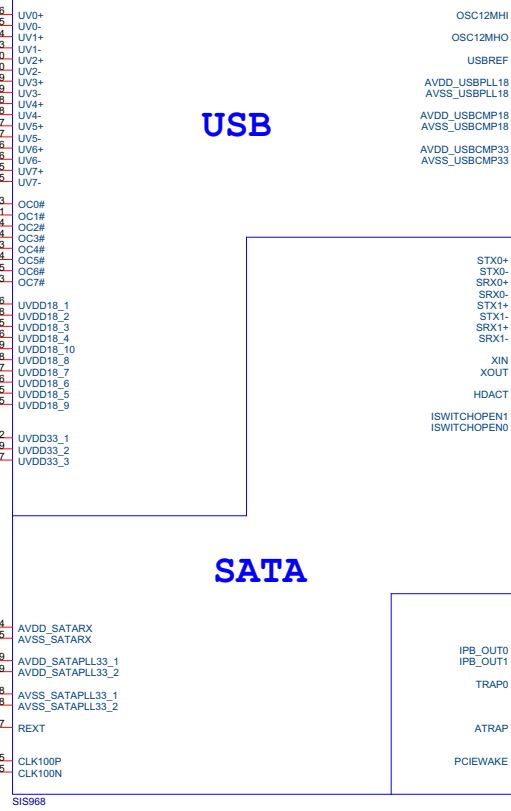 UV0+
UV0-
UV1+
UV1-
UV2+
UV2-
UV3+
UV3-
UV4+
UV4-
UV5+
UV5-
UV6+
UV6-
UV7+
UV7-
OC0#
OC1#
OC2#
OC3#
OC4#
OC5#
OC6#
OC7#
UVDD18_1
UVDD18_2
UVDD18_3
UVDD18_4
UVDD18_10
UVDD18_8
UVDD18_7
UVDD18_6
UVDD18_5
UVDD18_9
UVDD33_1
UVDD33_2
UVDD33_3
USB
OSC12MHI
OSC12MHO
USBREF
AVDD_USBPLL18
AVSS_USBPLL18
AVDD_USBCMP18
AVSS_USBCMP18
AVDD_USBCMP33
AVSS_USBCMP33
STX0+
STX0-
SRX0+
SRX0-
STX1+
STX1-
SRX1+
SRX1-
XIN
XOUT
HDACT
ISWITCHOPEN1
ISWITCHOPEN0
SATA
AVDD_SATARX
AVSS_SATARX
AVDD_SATAPLL33_1
AVDD_SATAPLL33_2
AVSS_SATAPLL33_1
AVSS_SATAPLL33_2
REXT
CLK100P
CLK100N
IPB_OUT0
IPB_OUT1
TRAP0
ATRAP
PCIEWAKE
SIS968